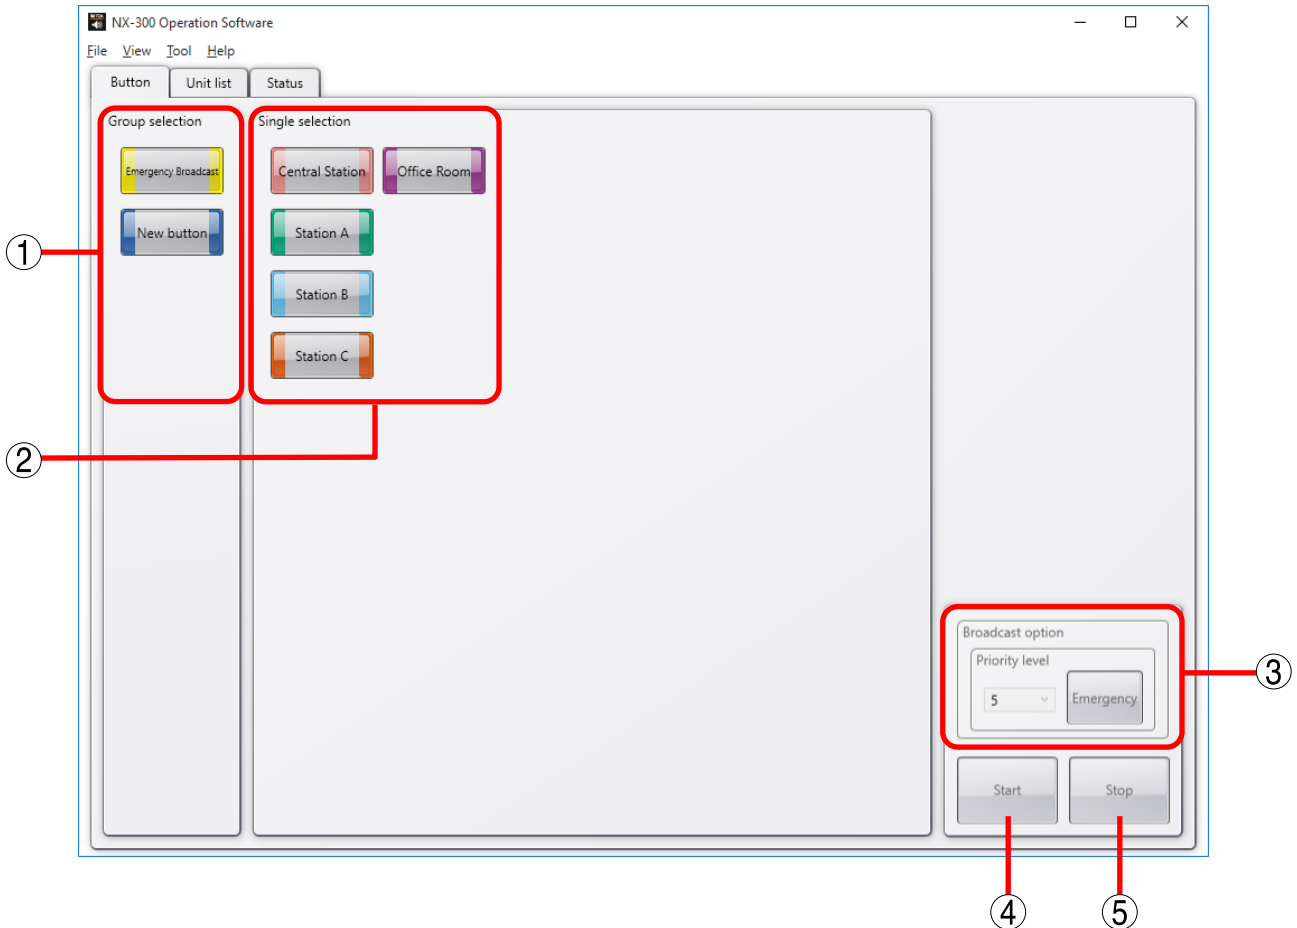 NX-300 Operation Software
File View Tool Help
Button Unit list Status
Group selection
Single selection
Emergency Broadcast
Central Station
Office Room
New button
Station A
1
Station B
Station C
2
Broadcast option
Priority level
3
5
Emergency
Start
Stop
4
5